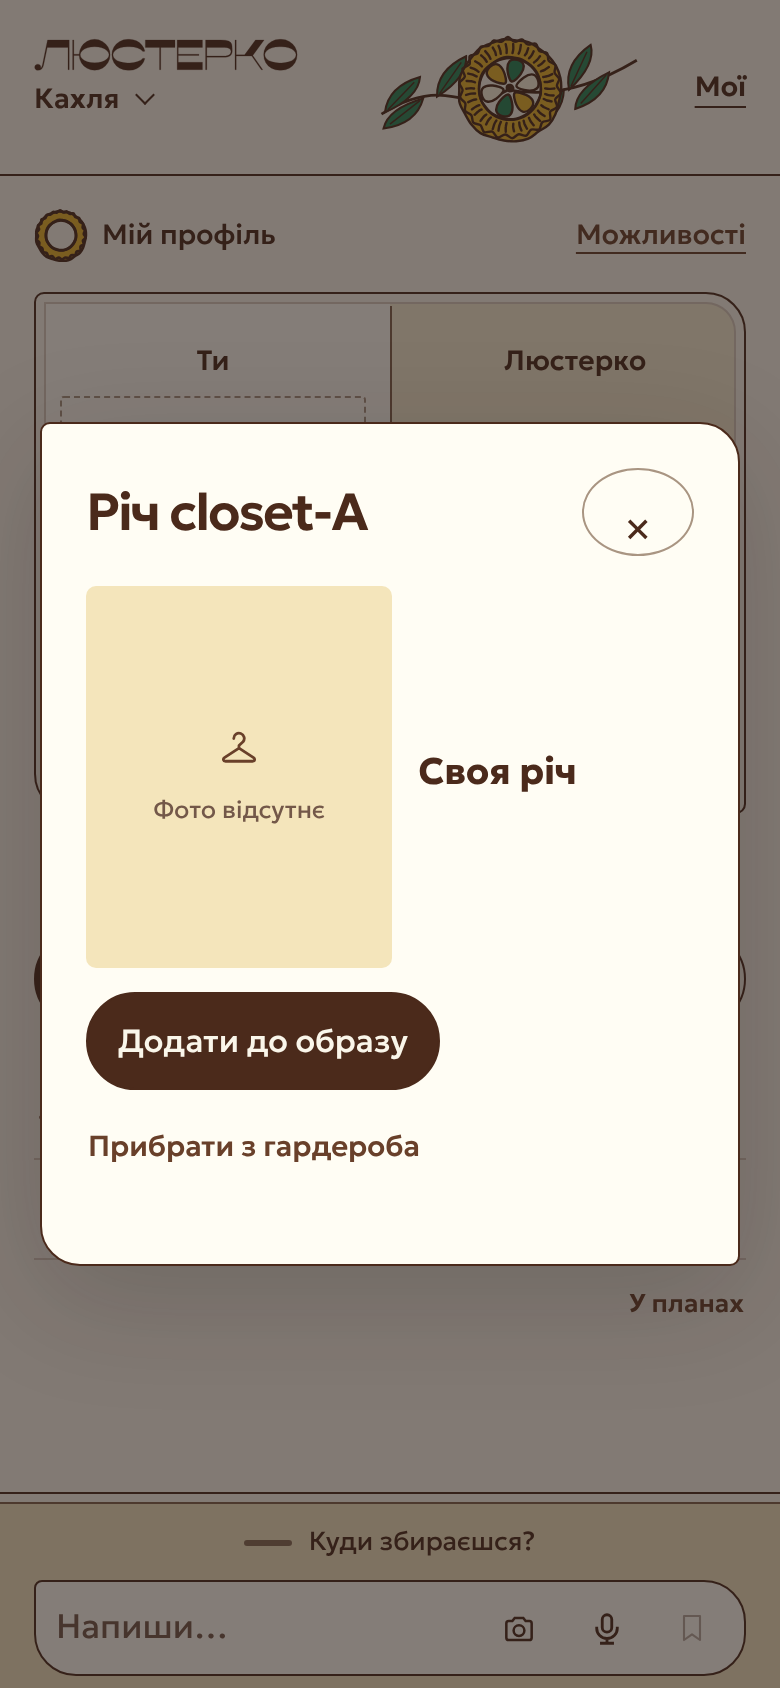 ЛЮСТЕРКО
Кахля
Мої
Мій профіль
Можливості
Ти
Люстерко
Річ closet-A
Фото відсутнє
Своя річ
Додати до образу
Прибрати з гардероба
У планах
Куди збираєшся?
Напиши...